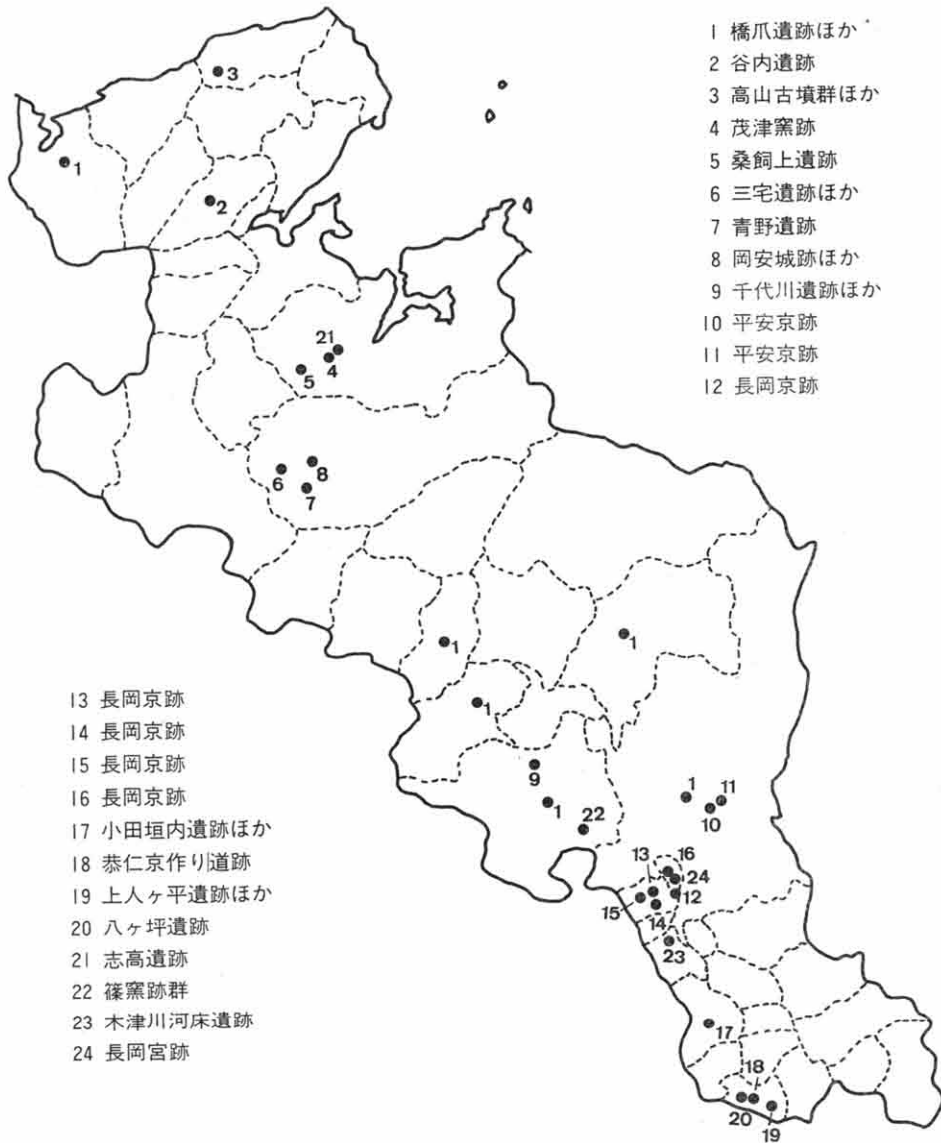 1 橋爪遺跡ほか
2 谷内遺跡
3 高山古墳群ほか
4 茂津窯跡
5 桑飼上遺跡
6 三宅遺跡ほか
7 青野遺跡
8 岡安城跡ほか
9 千代川遺跡ほか
10 平安京跡
11 平安京跡
12 長岡京跡
3
1
2
21
4
5
8
6
7
1
1
1
9
1
22
1
11
10
13 長岡京跡
14 長岡京跡
15 長岡京跡
16 長岡京跡
17 小田垣内遺跡ほか
18 恭仁京作り道跡
19 上人ヶ平遺跡ほか
20 八ヶ坪遺跡
21 志高遺跡
22 篠窯跡群
23 木津川河床遺跡
24 長岡宮跡
13
16
24
12
15
14
23
17
18
20
19